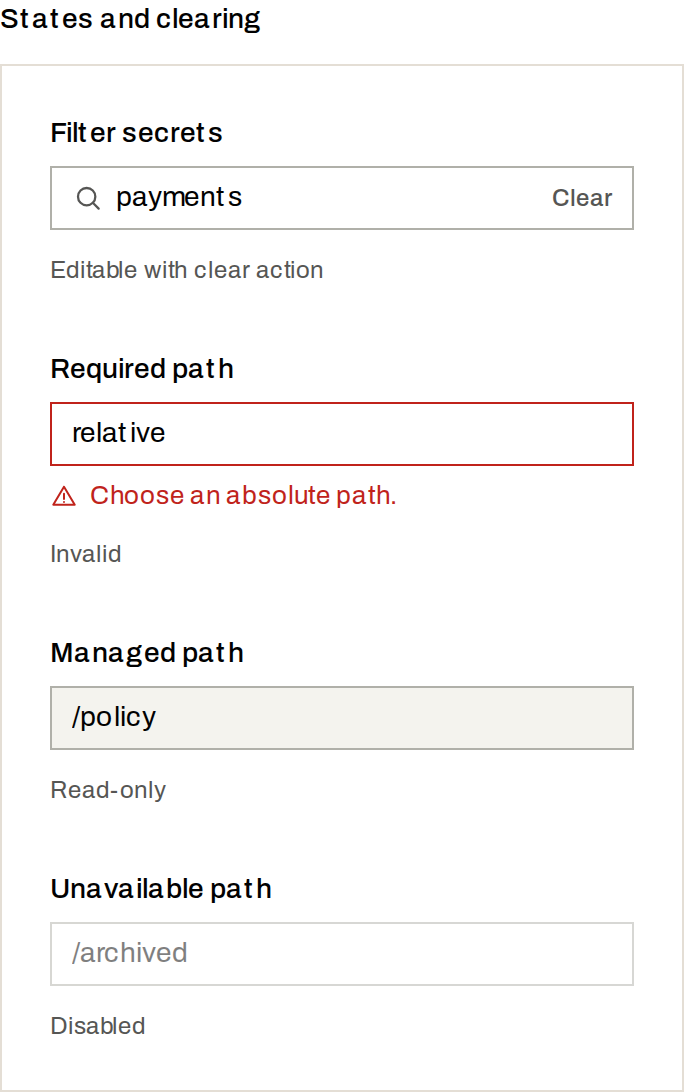 States and clearing
Filter secrets
payments
Clear
Editable with clear action
Required path
relative
Choose an absolute path.
Invalid
Managed path
/policy
Read-only
Unavailable path
/archived
Disabled